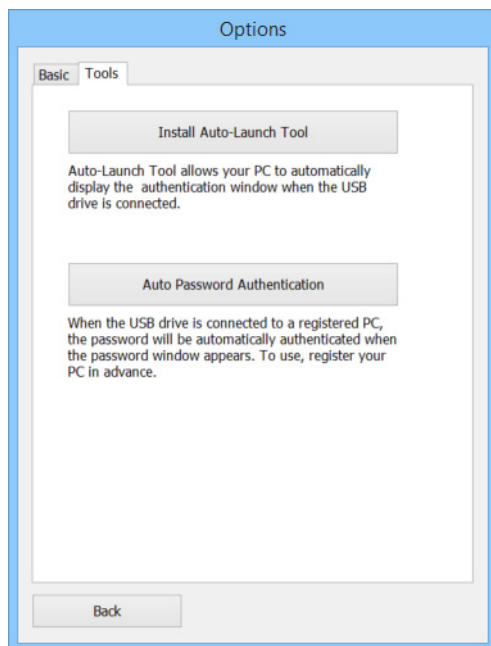 Options
Basic Tools
Install Auto-Launch Tool
Auto-Launch Tool allows your PC to automatically
display the authentication window when the USB
drive is connected.
Auto Password Authentication
When the USB drive is connected to a registered PC,
the password will be automatically authenticated when
the password window appears. To use, register your
PC in advance.
Back